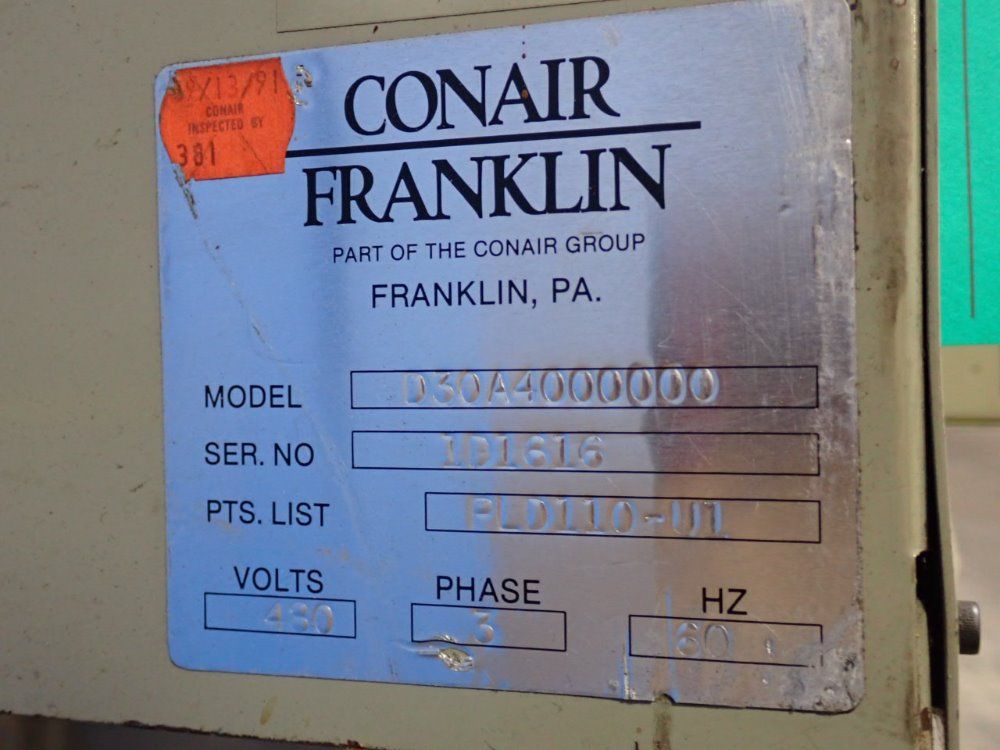 /13/91
CONAIR
INSPECTED BY
381
CONAIR
FRANKLIN
PART OF THE CONAIR GROUP
FRANKLIN, PA.
MODEL D30A4000000
SER. NO 1D1616
PTS. LIST PLD110-U1
VOLTS PHASE HZ
480 3 60